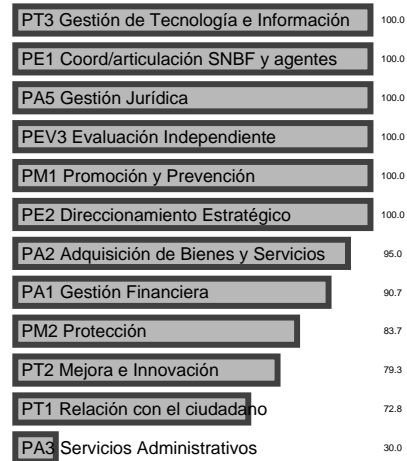 PT3 Gestión de Tecnología e Información 100.0
PE1 Coord/articulación SNBF y agentes 100.0
PA5 Gestión Jurídica 100.0
PEV3 Evaluación Independiente 100.0
PM1 Promoción y Prevención 100.0
PE2 Direccionamiento Estratégico 100.0
PA2 Adquisición de Bienes y Servicios 95.0
PA1 Gestión Financiera 90.7
PM2 Protección 83.7
PT2 Mejora e Innovación 79.3
PT1 Relación con el ciudadano 72.8
PA3 Servicios Administrativos 30.0